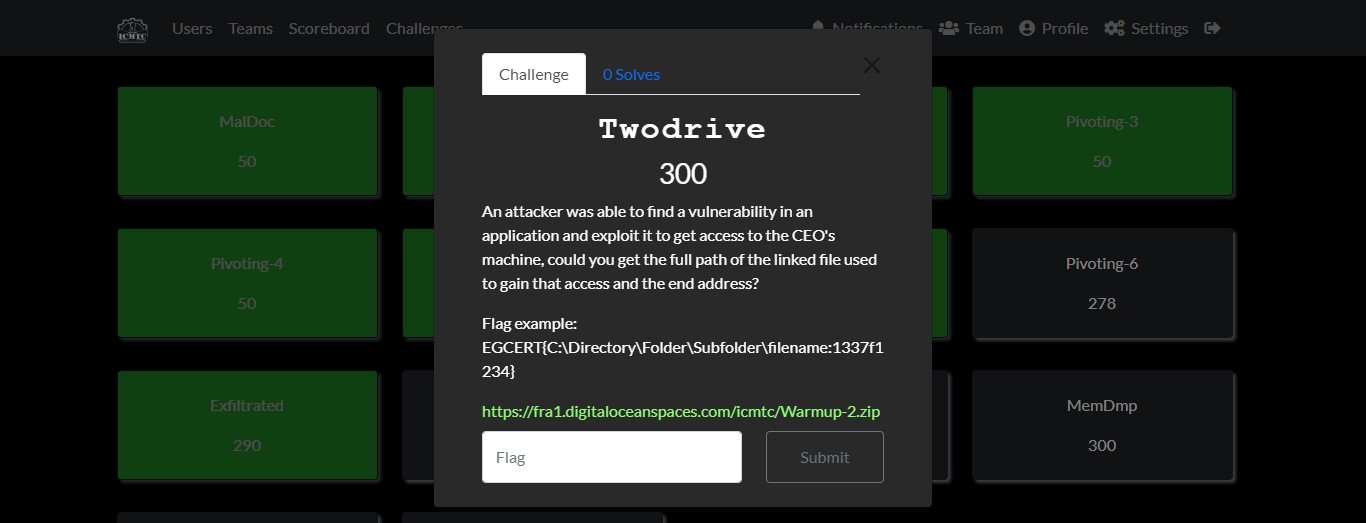 ICMTC
Users Teams Scoreboard Challenges Notifications Team Profile Settings
Challenge 0 Solves
MalDoc
50
Pivoting-3
50
Twodrive
300
An attacker was able to find a vulnerability in an
application and exploit it to get access to the CEO's
machine, could you get the full path of the linked file used
to gain that access and the end address?
Pivoting-4
50
Pivoting-6
278
Flag example:
EGCERT{C:\Directory\Folder\Subfolder\filename:1337f1
234}
https://fra1.digitaloceanspaces.com/icmtc/Warmup-2.zip
Exfiltrated
290
MemDmp
300
Flag
Submit